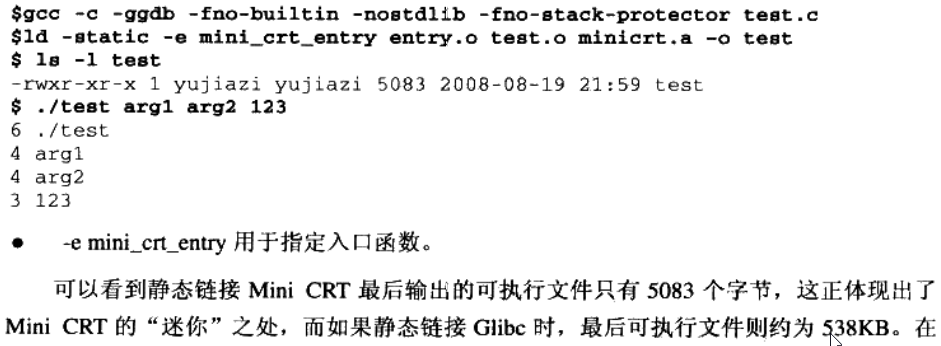 $gcc -c -ggdb -fno-builtin -nostdlib -fno-stack-protector test.c
$ld -static -e mini_crt_entry entry.o test.o minicrt.a -o test
$ ls -l test
-rwxr-xr-x 1 yujiazi yujiazi 5083 2008-08-19 21:59 test
$ ./test arg1 arg2 123
6 ./test
4 arg1
4 arg2
3 123
● -e mini_crt_entry 用于指定入口函数。
可以看到静态链接 Mini CRT 最后输出的可执行文件只有 5083 个字节，这正体现出了
Mini CRT 的“迷你”之处，而如果静态链接 Glibc 时，最后可执行文件则约为 538KB。在